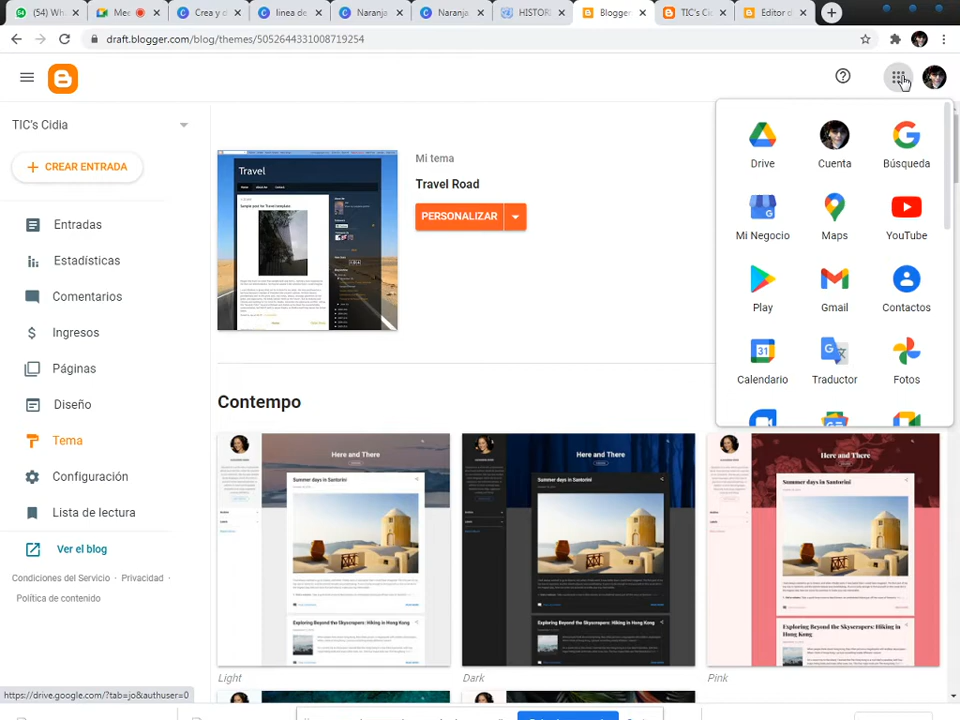 (54) Wh
Mee
Crea y d
linea de
Naranja
Naranja
HISTORI
Blogger
TIC's Ci
Editor d
draft.blogger.com/blog/themes/5052644331008719254
TIC's Cidia
CREAR ENTRADA
Entradas
Estadísticas
Comentarios
Ingresos
Páginas
Diseño
Tema
Configuración
Lista de lectura
Ver el blog
Condiciones del Servicio · Privacidad ·
Política de contenido
Mi tema
Travel Road
PERSONALIZAR
Travel
Drive
Cuenta
Búsqueda
Mi Negocio
Maps
YouTube
Play
Gmail
Contactos
31
Calendario
Traductor
Fotos
Contempo
Here and There
Summer days in Santorini
Exploring Beyond the Skyscrapers: Hiking in Hong Kong
Light
Here and There
Summer days in Santorini
Exploring Beyond the Skyscrapers: Hiking in Hong Kong
Dark
Here and There
Summer days in Santorini
Exploring Beyond the Skyscrapers: Hiking in
Hong Kong
Pink
https://drive.google.com/?tab=jo&authuser=0